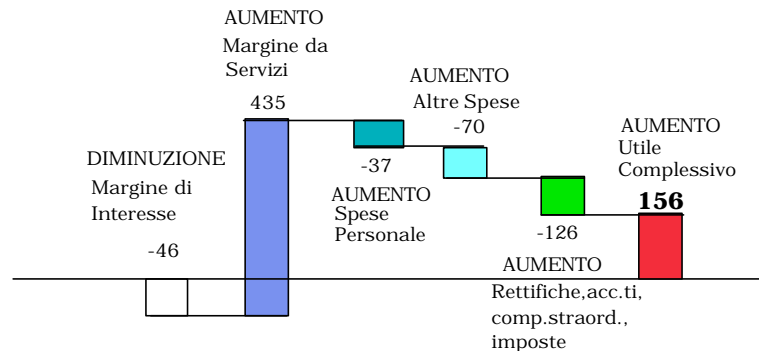 AUMENTO
Margine da
Servizi
435
AUMENTO
Altre Spese
-70
AUMENTO
Utile
Complessivo
156
DIMINUZIONE
Margine di
Interesse
-46
-37
AUMENTO
Spese
Personale
-126
AUMENTO
Rettifiche,acc.ti,
comp.straord.,
imposte